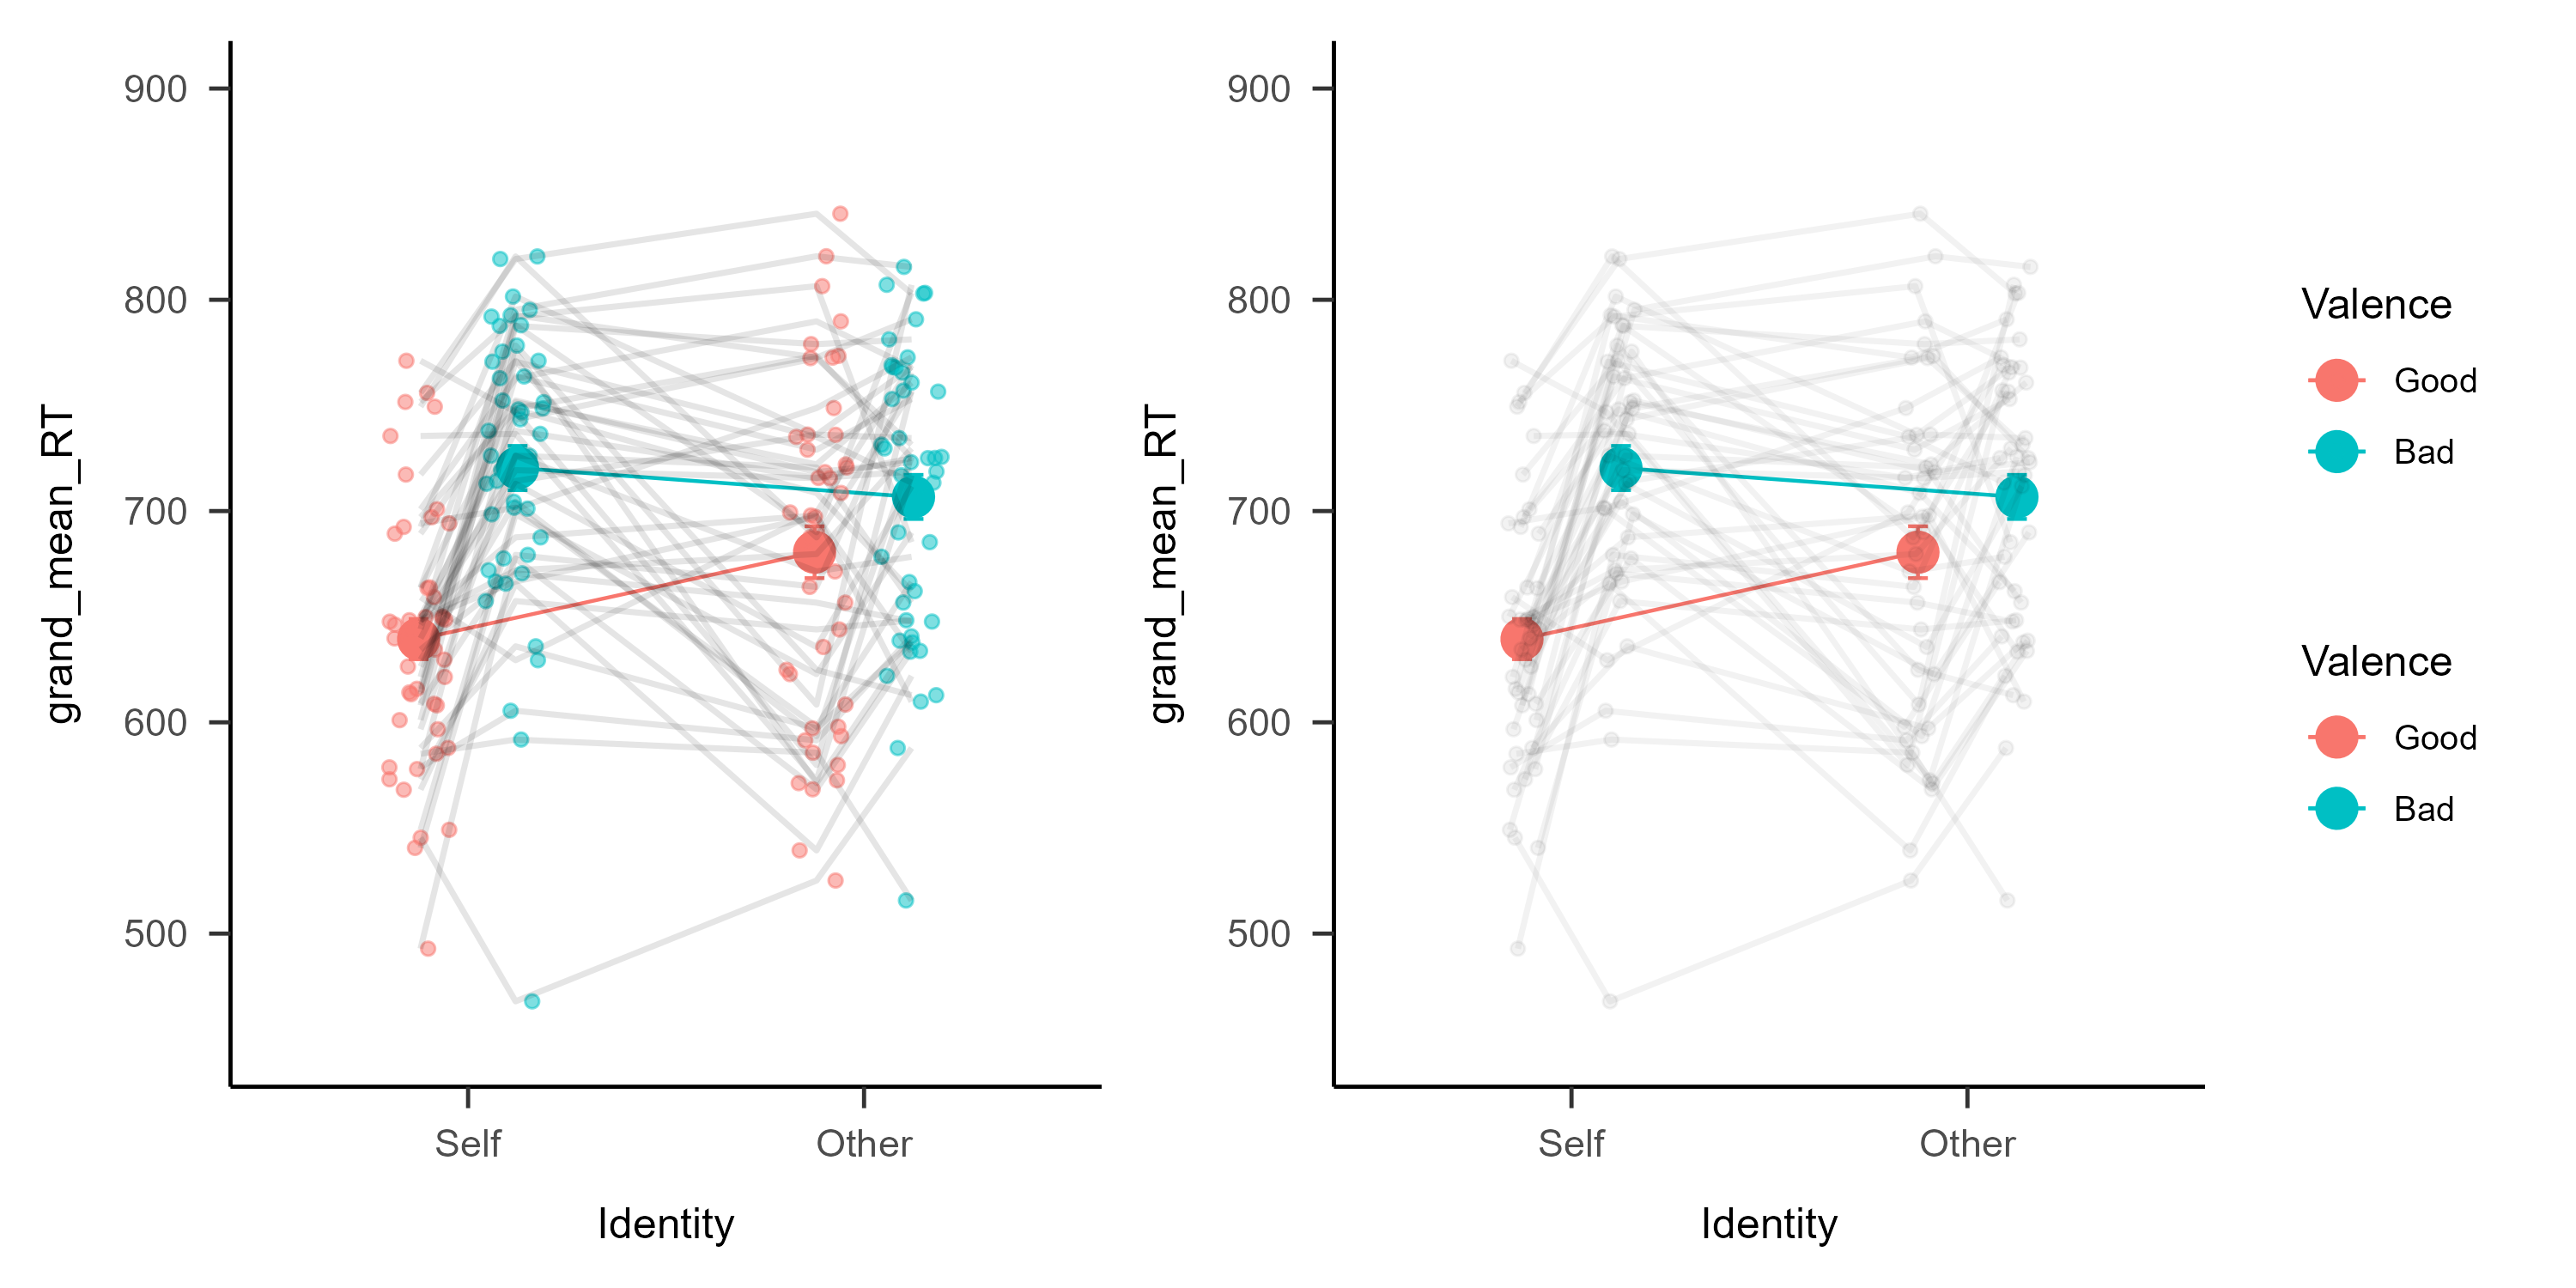 900
800
700
600
500
grand_mean_RT
Self
Other
Identity
900
800
700
600
500
grand_mean_RT
Self
Other
Identity
Valence
Good
Bad
Valence
Good
Bad